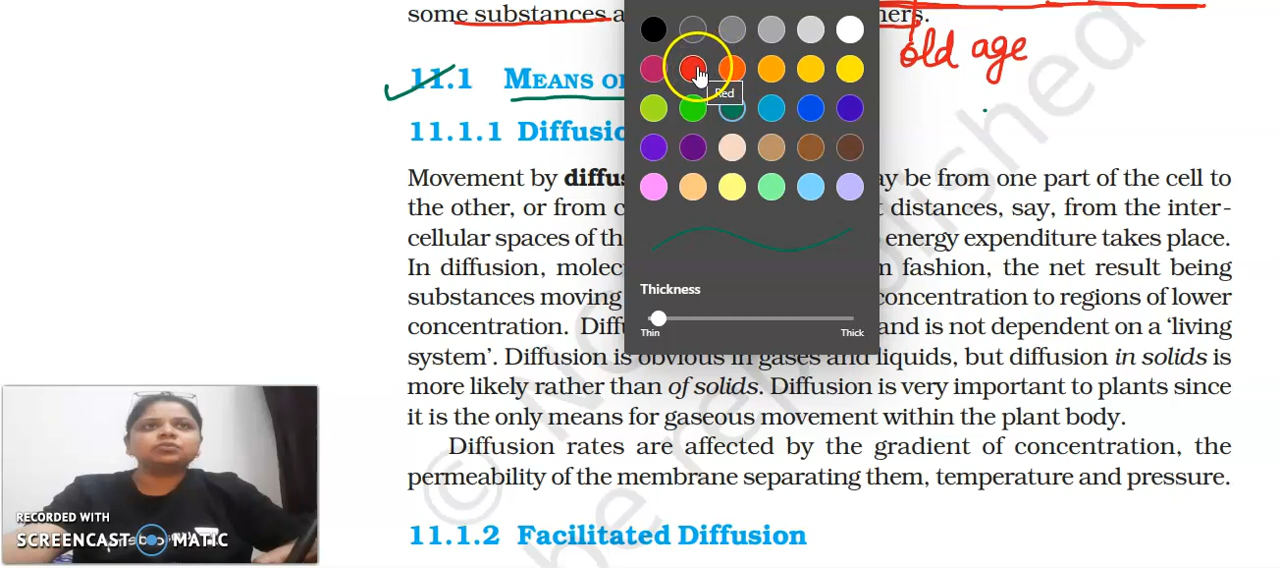 some substances a
hers.
old age
11.1 MEANS O
Red
11.1.1 Diffusio
Movement by diffus ay be from one part of the cell to
the other, or from c t distances, say, from the inter-
cellular spaces of th energy expenditure takes place.
In diffusion, molec m fashion, the net result being
substances moving concentration to regions of lower
concentration. Diff and is not dependent on a ‘living
system’. Diffusion is obvious in gases and liquids, but diffusion in solids is
more likely rather than of solids. Diffusion is very important to plants since
it is the only means for gaseous movement within the plant body.
Diffusion rates are affected by the gradient of concentration, the
permeability of the membrane separating them, temperature and pressure.
11.1.2 Facilitated Diffusion
Thickness
Thin Thick
RECORDED WITH
SCREENCAST MATIC